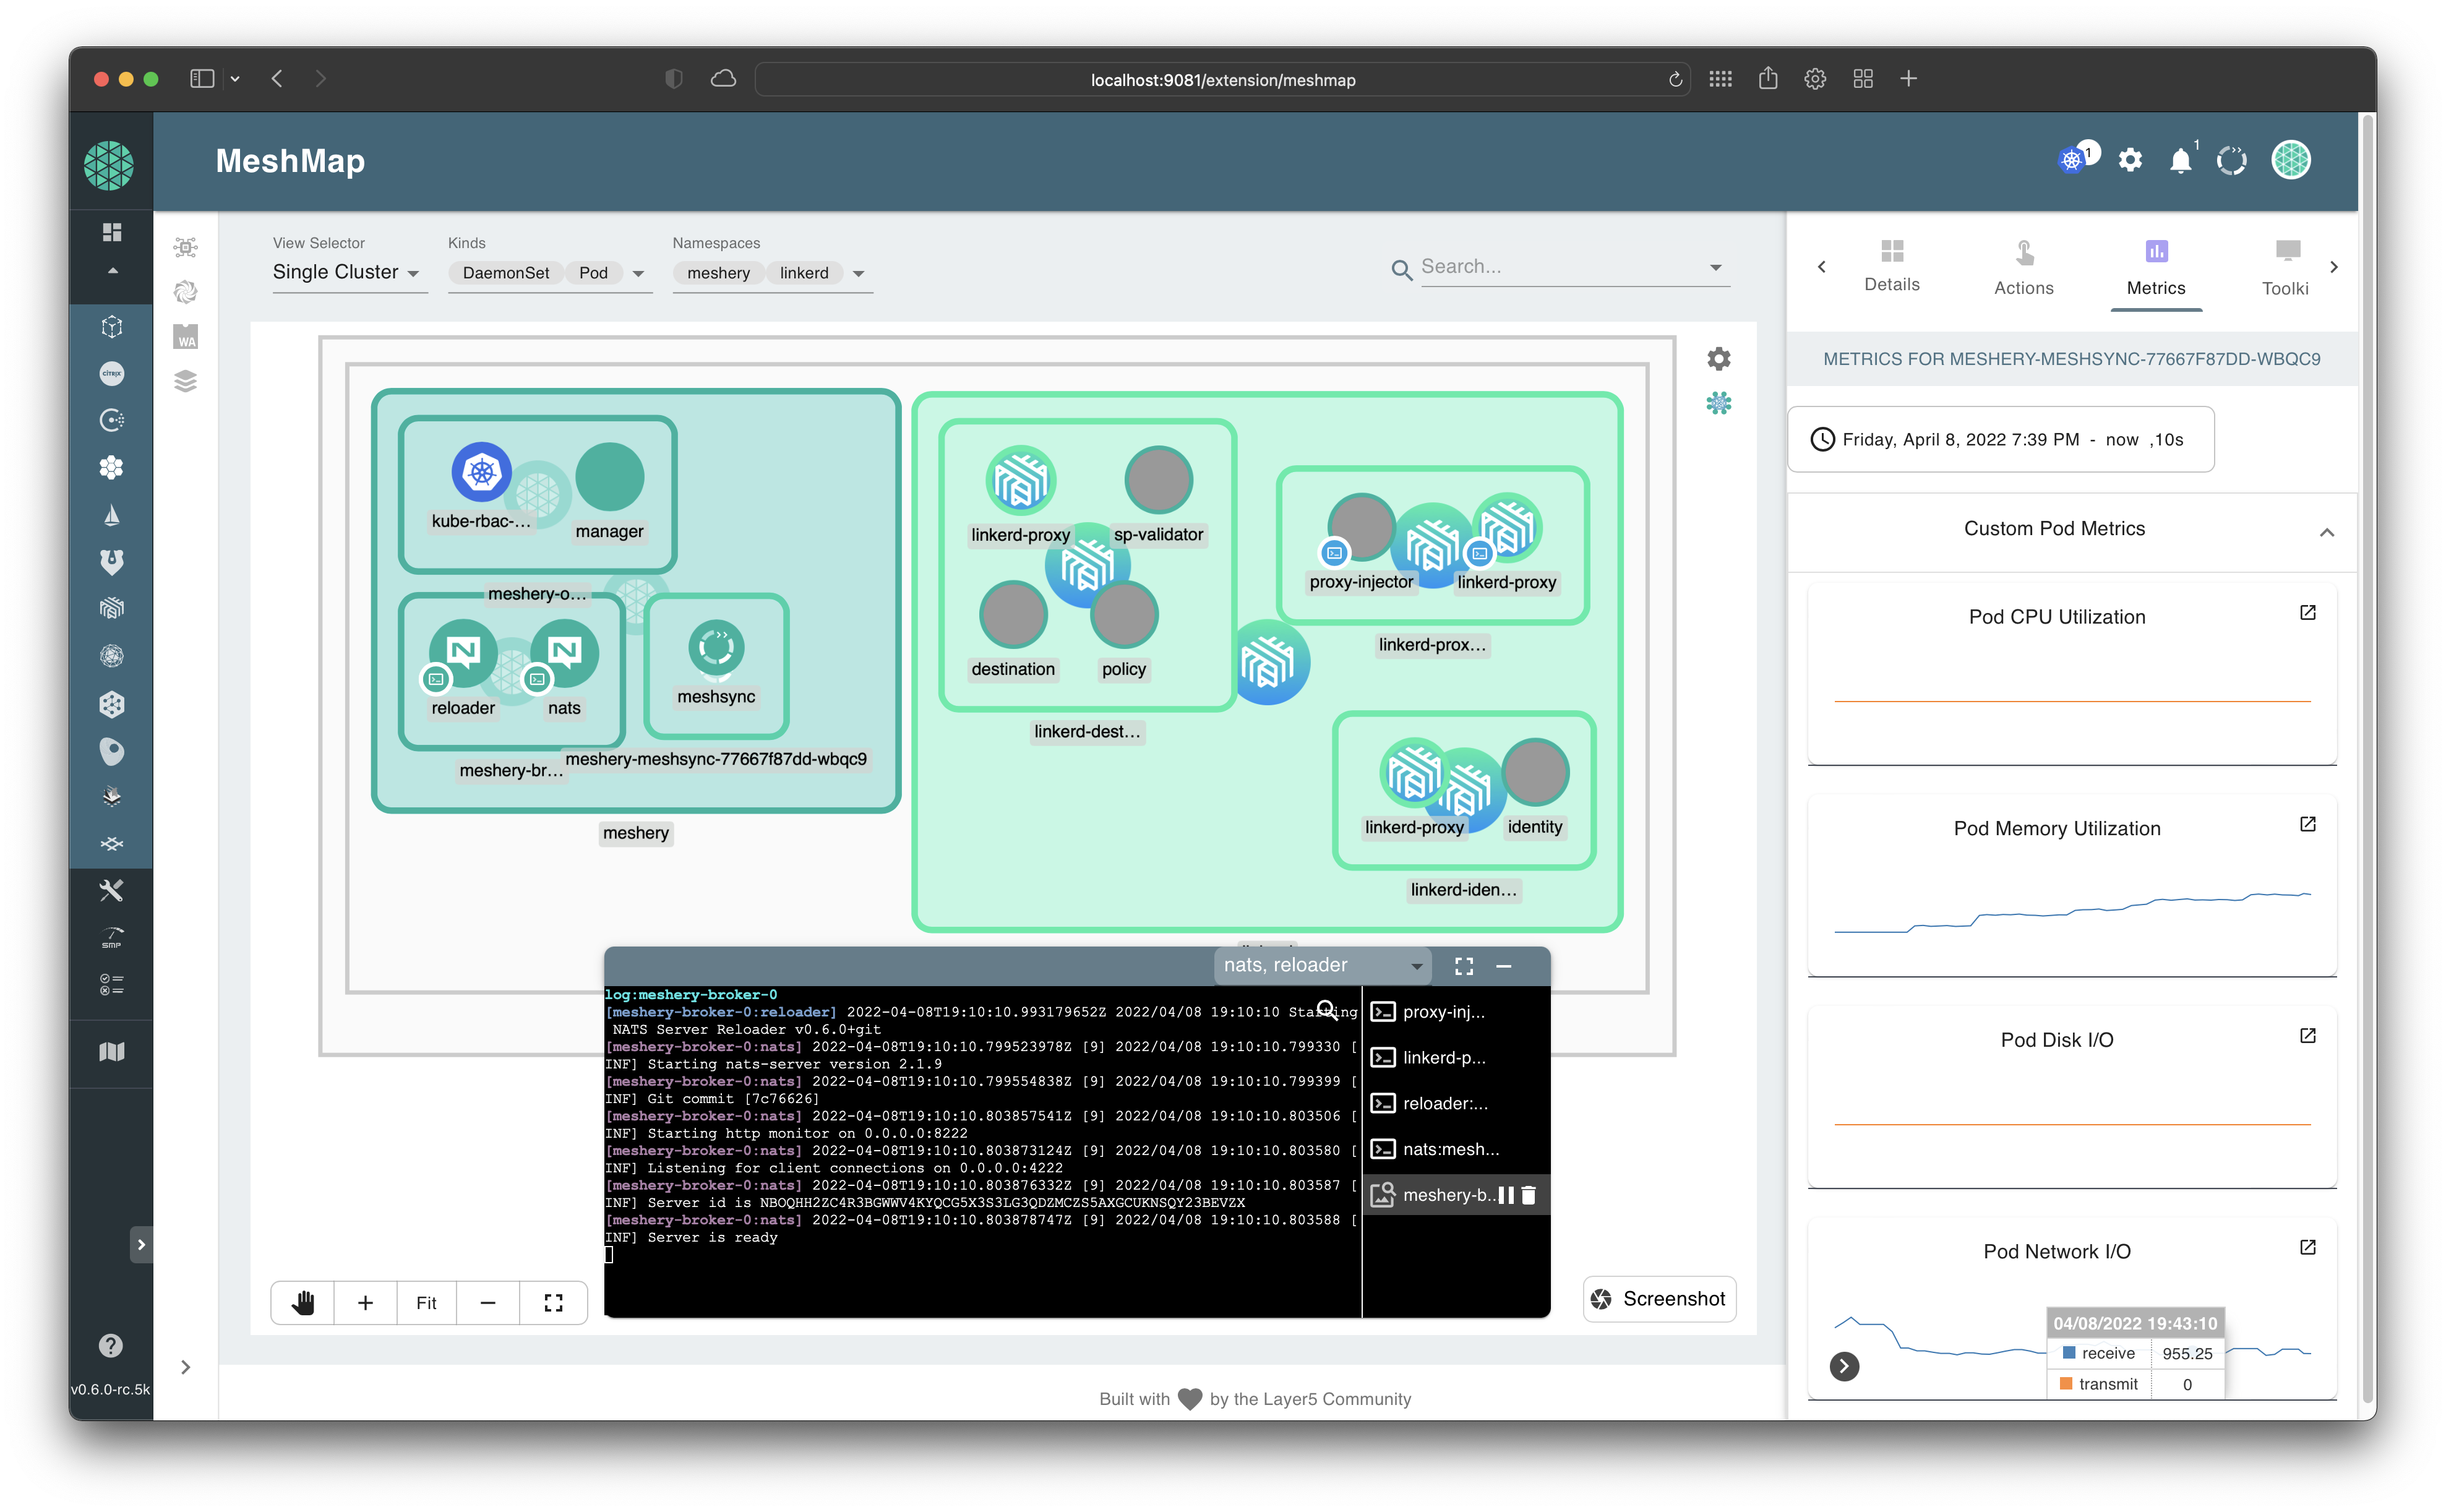 localhost:9081/extension/meshmap
MeshMap
1
1
CITRIX
WA
SMP
v0.6.0-rc.5k
View Selector
Single Cluster
Kinds
DaemonSet
Pod
Namespaces
meshery
linkerd
Search...
kube-rbac-...
manager
meshery-o...
reloader
nats
meshery-br...
meshsync
meshery-meshsync-77667f87dd-wbqc9
meshery
linkerd-proxy
sp-validator
destination
policy
linkerd-dest...
proxy-injector
linkerd-proxy
linkerd-prox...
linkerd-proxy
identity
linkerd-iden...
nats, reloader
log:meshery-broker-0
[meshery-broker-0:reloader] 2022-04-08T19:10:10.993179652Z 2022/04/08 19:10:10 Starting
NATS Server Reloader v0.6.0+git
[meshery-broker-0:nats] 2022-04-08T19:10:10.799523978Z [9] 2022/04/08 19:10:10.799330 [
INF] Starting nats-server version 2.1.9
[meshery-broker-0:nats] 2022-04-08T19:10:10.799554838Z [9] 2022/04/08 19:10:10.799399 [
INF] Git commit [7c76626]
[meshery-broker-0:nats] 2022-04-08T19:10:10.803857541Z [9] 2022/04/08 19:10:10.803506 [
INF] Starting http monitor on 0.0.0.0:8222
[meshery-broker-0:nats] 2022-04-08T19:10:10.803873124Z [9] 2022/04/08 19:10:10.803580 [
INF] Listening for client connections on 0.0.0.0:4222
[meshery-broker-0:nats] 2022-04-08T19:10:10.803876332Z [9] 2022/04/08 19:10:10.803587 [
INF] Server id is NBOQHH2ZC4R3BGWWV4KYQCG5X3S3LG3QDZMCZS5AXGCUKNSQY23BEVZX
[meshery-broker-0:nats] 2022-04-08T19:10:10.803878747Z [9] 2022/04/08 19:10:10.803588 [
INF] Server is ready
proxy-inj...
linkerd-p...
reloader:...
nats:mesh...
meshery-b..
Fit
Screenshot
Built with by the Layer5 Community
Details
Actions
Metrics
Toolki
METRICS FOR MESHERY-MESHSYNC-77667F87DD-WBQC9
Friday, April 8, 2022 7:39 PM - now ,10s
Custom Pod Metrics
Pod CPU Utilization
Pod Memory Utilization
Pod Disk I/O
Pod Network I/O
04/08/2022 19:43:10
receive 955.25
transmit 0